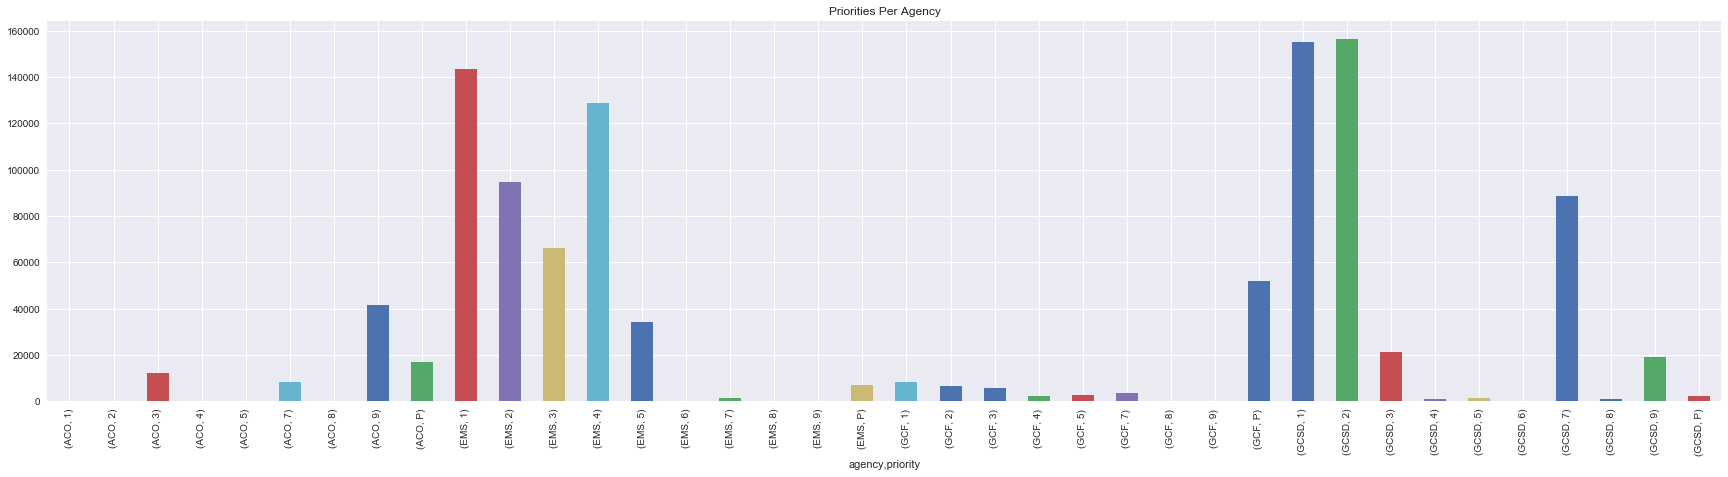 Priorities Per Agency
160000
140000
120000
100000
80000
60000
40000
20000
0
(ACO, 1)
(ACO, 2)
(ACO, 3)
(ACO, 4)
(ACO, 5)
(ACO, 7)
(ACO, 8)
(ACO, 9)
(ACO, P)
(EMS, 1)
(EMS, 2)
(EMS, 3)
(EMS, 4)
(EMS, 5)
(EMS, 6)
(EMS, 7)
(EMS, 8)
(EMS, 9)
(EMS, P)
(GCF, 1)
(GCF, 2)
(GCF, 3)
(GCF, 4)
(GCF, 5)
(GCF, 7)
(GCF, 8)
(GCF, 9)
(GCF, P)
(GCSD, 1)
(GCSD, 2)
(GCSD, 3)
(GCSD, 4)
(GCSD, 5)
(GCSD, 6)
(GCSD, 7)
(GCSD, 8)
(GCSD, 9)
(GCSD, P)
agency,priority